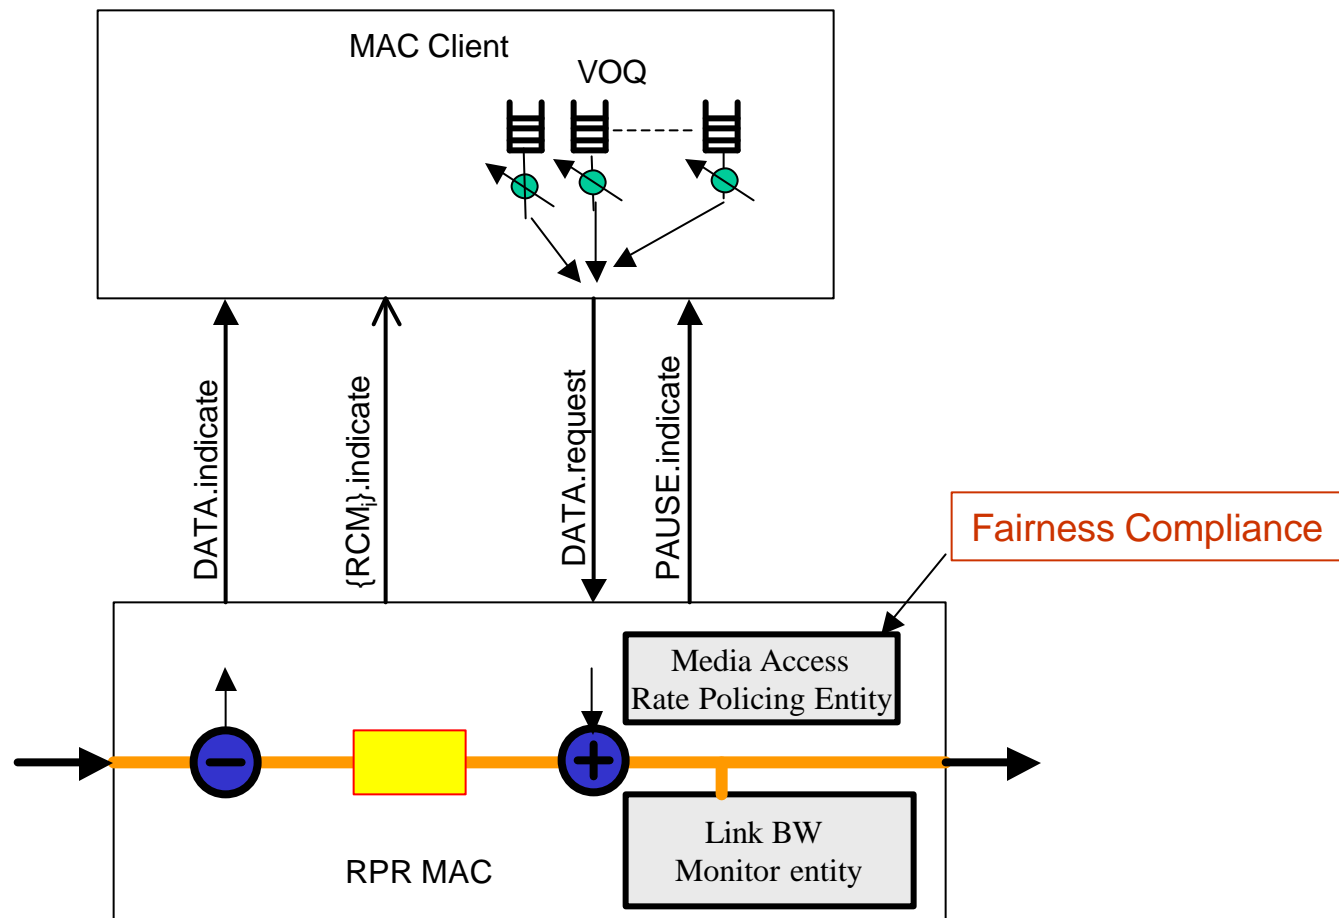 MAC Client
VOQ
DATA.indicate
{RCMj}.indicate
DATA.request
PAUSE.indicate
Fairness Compliance
Media Access
Rate Policing Entity
Link BW
Monitor entity
RPR MAC